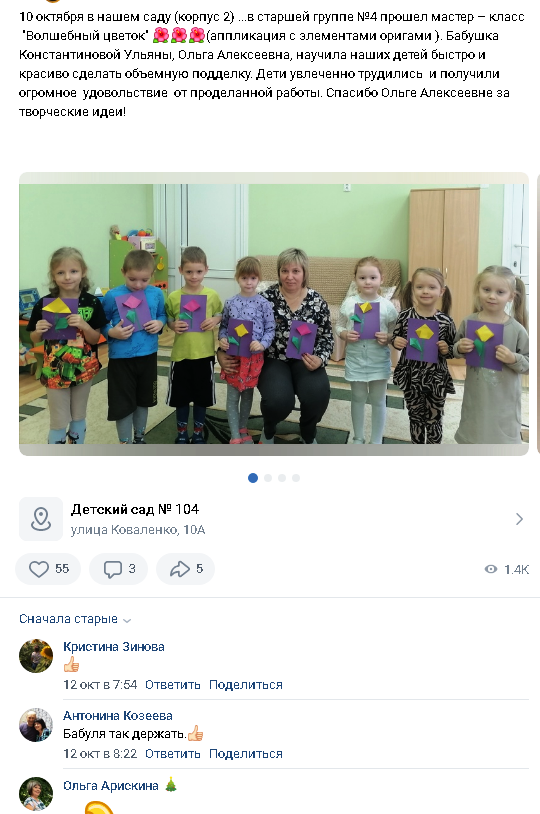 10 октября в нашем саду (корпус 2) ...в старшей группе №4 прошел мастер – класс
"Волшебный цветок" 🌺🌺🌺(аппликация с элементами оригами ). Бабушка
Константиновой Ульяны, Ольга Алексеевна, научила наших детей быстро и
красиво сделать объемную подделку. Дети увлеченно трудились  и получили
огромное  удовольствие  от проделанной работы. Спасибо Ольге Алексеевне за
творческие идеи!
Детский сад № 104
улица Коваленко, 10А
55
3
5
1.4K
Сначала старые
Кристина Зинова
👍🏻
12 окт в 7:54 Ответить Поделиться
Антонина Козеева
Бабуля так держать.👍🏻
12 окт в 8:22 Ответить Поделиться
Ольга Арискина 🎄